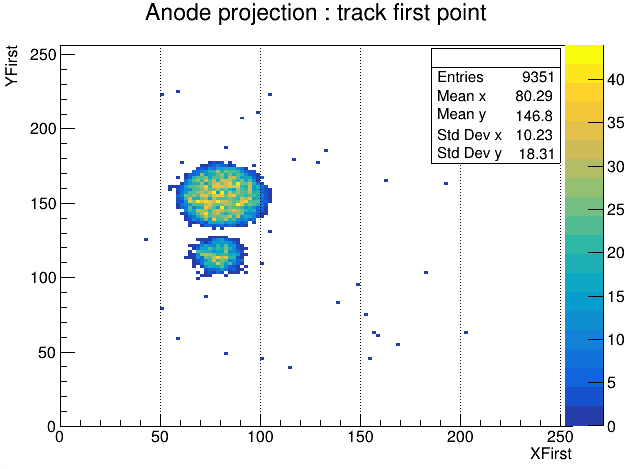 Anode projection : track first point
YFirst
250
200
150
100
50
0
0 50 100 150 200 250
XFirst
Entries 9351
Mean x 80.29
Mean y 146.8
Std Dev x 10.23
Std Dev y 18.31
40
35
30
25
20
15
10
5
0